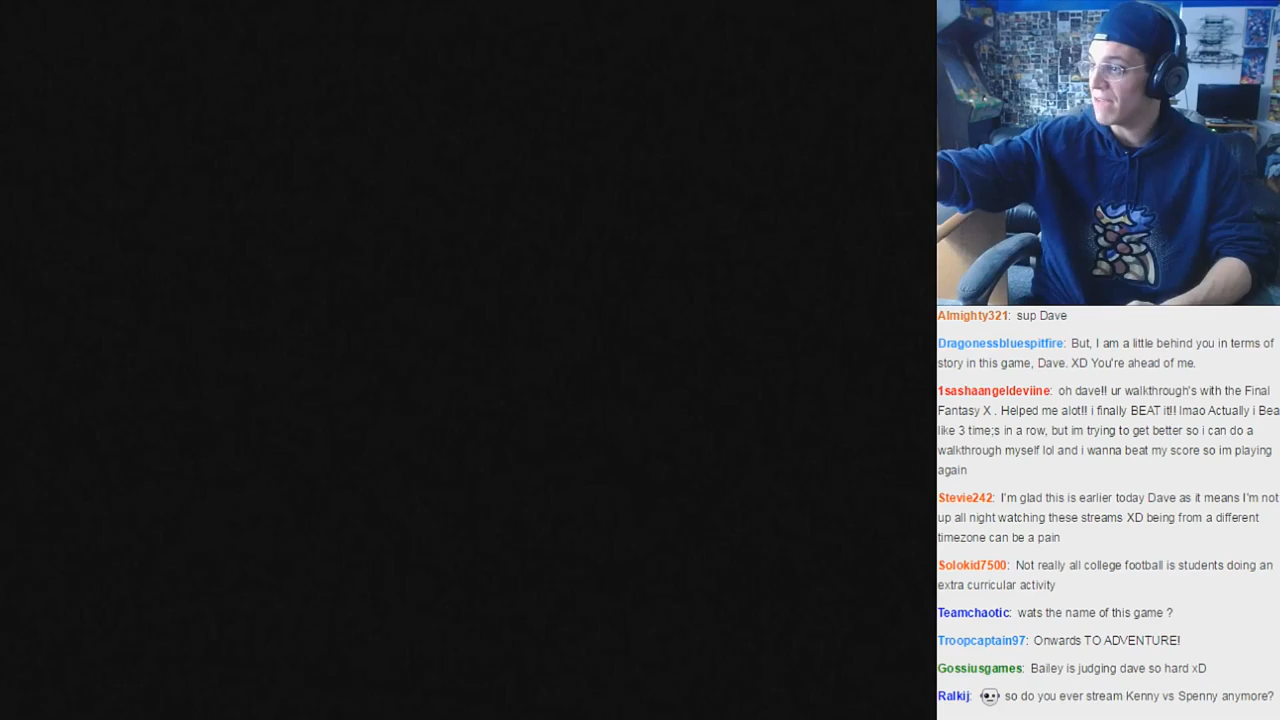 Almighty321: sup Dave
Dragonessbluespitfire: But, I am a little behind you in terms of
story in this game, Dave. XD You're ahead of me.
1sashaangeldeviine: oh dave!! ur walkthrough's with the Final
Fantasy X . Helped me alot!! i finally BEAT it!! lmao Actually i Bea
like 3 time;s in a row, but im trying to get better so i can do a
walkthrough myself lol and i wanna beat my score so im playing
again
Stevie242: I'm glad this is earlier today Dave as it means I'm not
up all night watching these streams XD being from a different
timezone can be a pain
Solokid7500: Not really all college football is students doing an
extra curricular activity
Teamchaotic: wats the name of this game ?
Troopcaptain97: Onwards TO ADVENTURE!
Gossiusgames: Bailey is judging dave so hard xD
Ralkij: so do you ever stream Kenny vs Spenny anymore?